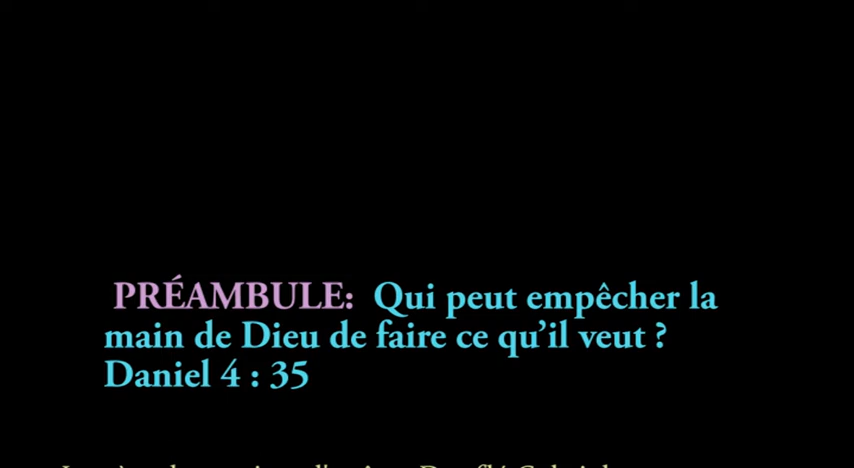 PRÉAMBULE: Qui peut empêcher la
main de Dieu de faire ce qu’il veut ?
Daniel 4 : 35